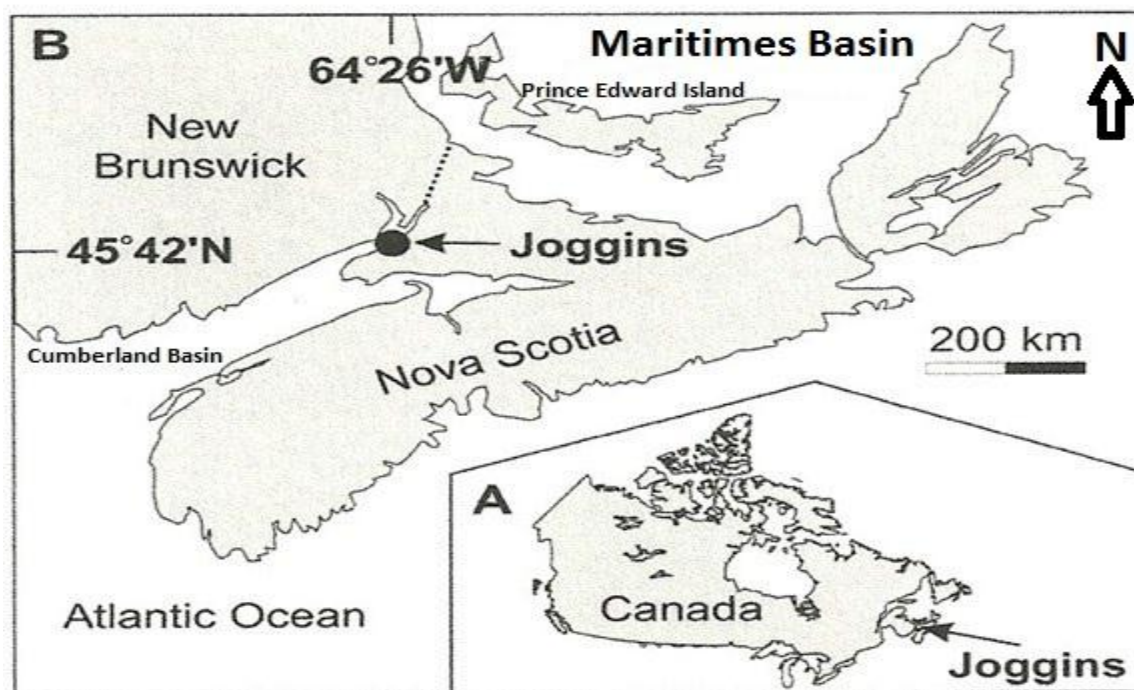 B
64°26'W
Maritimes Basin
N
Prince Edward Island
New
Brunswick
45°42'N
Joggins
Cumberland Basin
Nova Scotia
200 km
A
Atlantic Ocean
Canada
Joggins